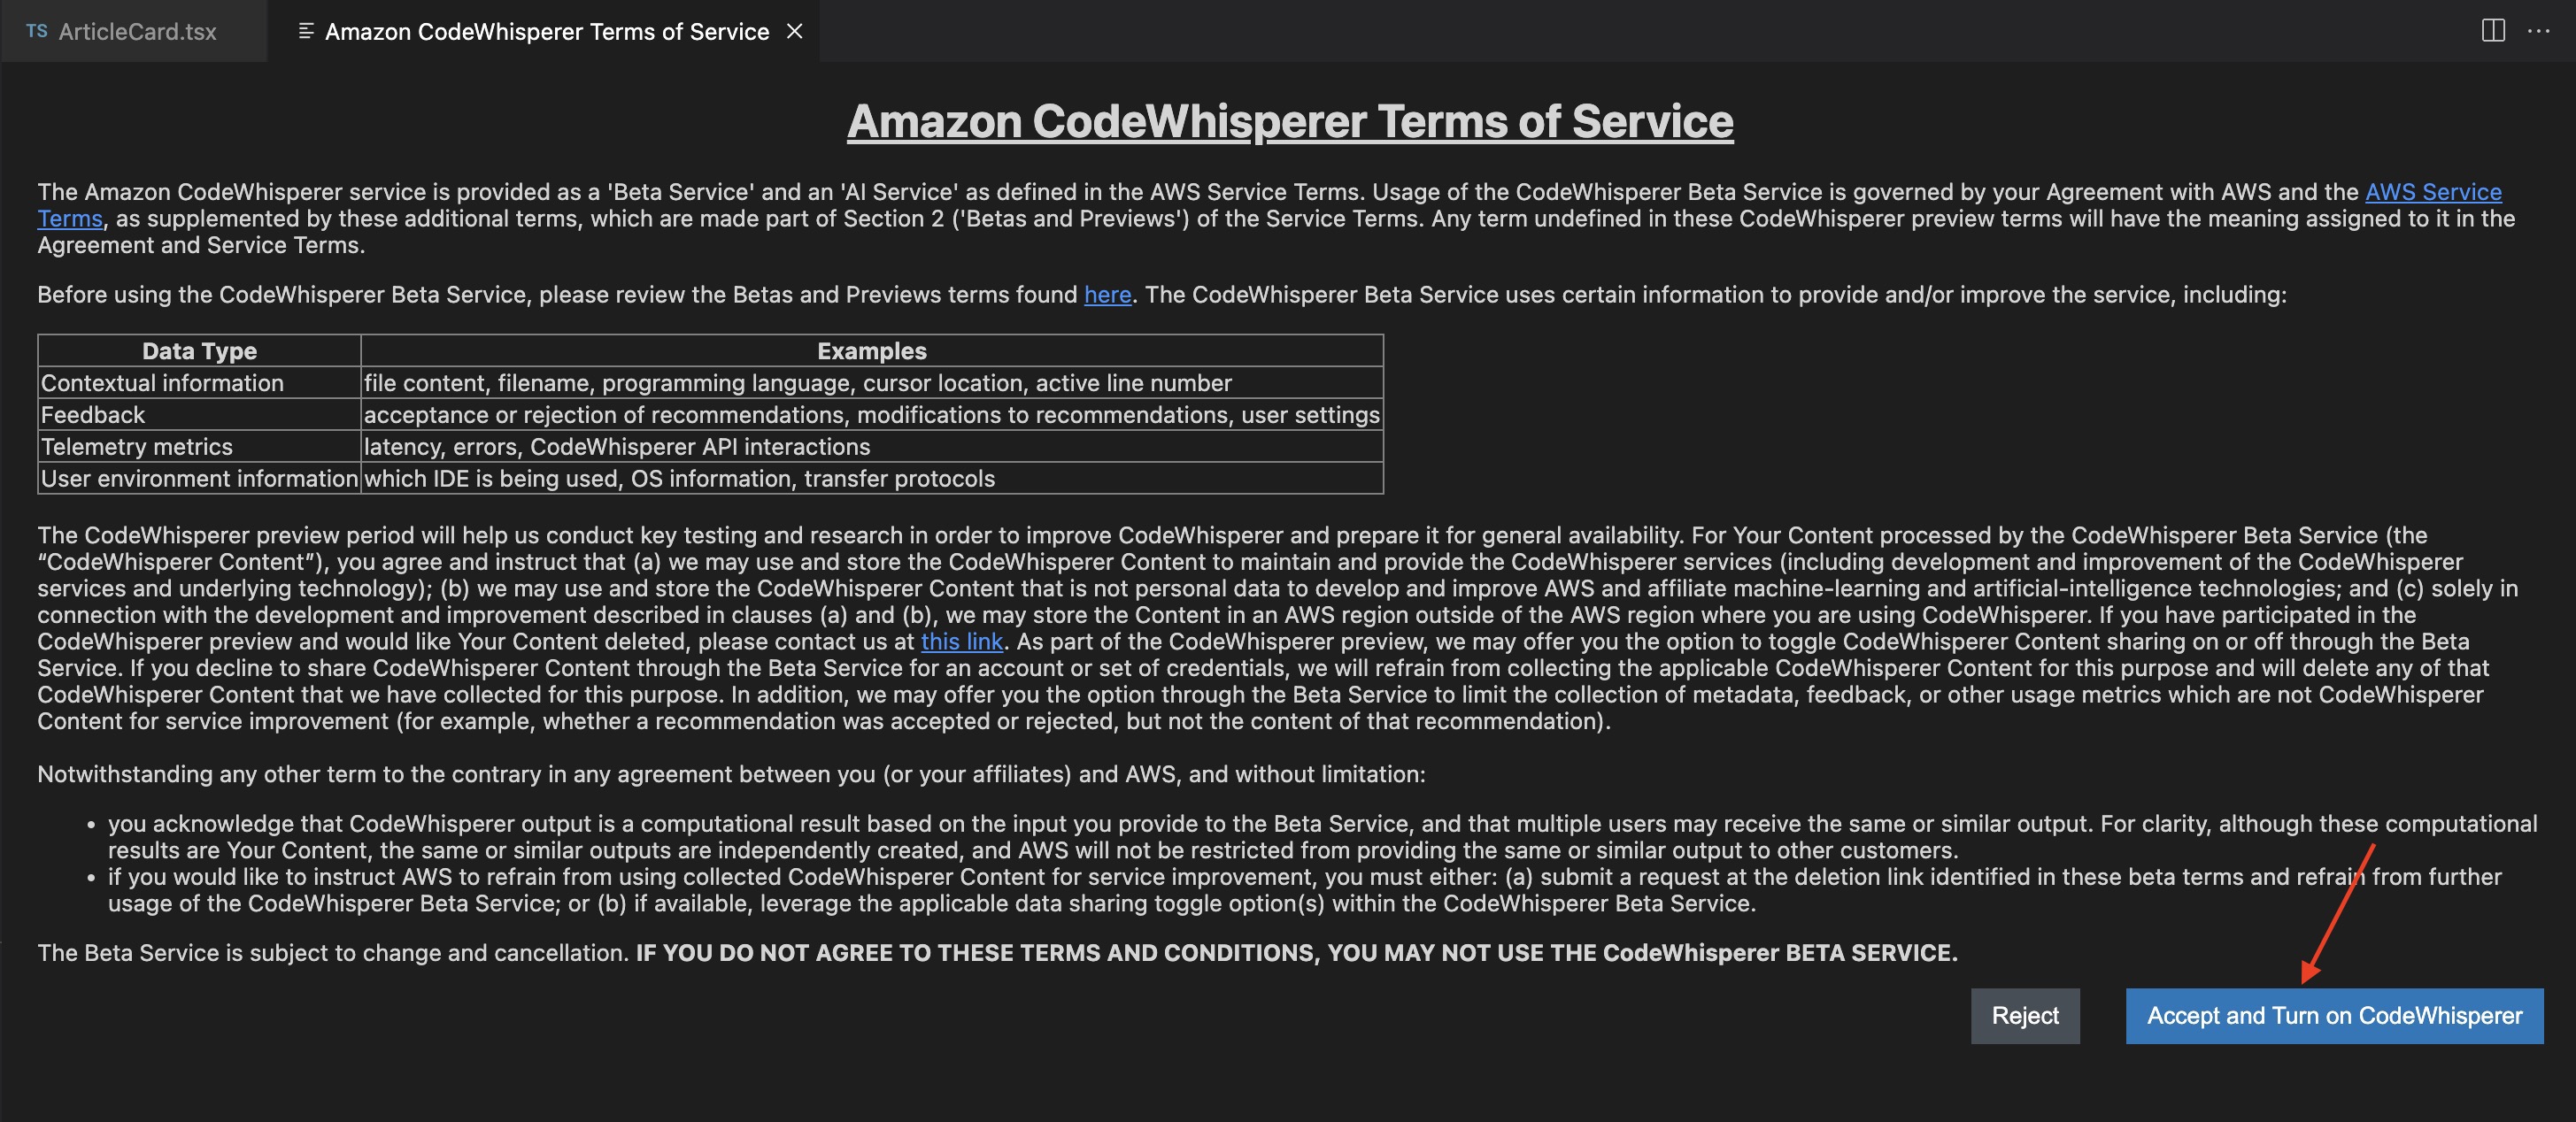 TS ArticleCard.tsx
Amazon CodeWhisperer Terms of Service
Amazon CodeWhisperer Terms of Service
The Amazon CodeWhisperer service is provided as a 'Beta Service' and an 'AI Service' as defined in the AWS Service Terms. Usage of the CodeWhisperer Beta Service is governed by your Agreement with AWS and the AWS Service
Terms, as supplemented by these additional terms, which are made part of Section 2 ('Betas and Previews') of the Service Terms. Any term undefined in these CodeWhisperer preview terms will have the meaning assigned to it in the
Agreement and Service Terms.
Before using the CodeWhisperer Beta Service, please review the Betas and Previews terms found here. The CodeWhisperer Beta Service uses certain information to provide and/or improve the service, including:
Data Type Examples
Contextual information file content, filename, programming language, cursor location, active line number
Feedback acceptance or rejection of recommendations, modifications to recommendations, user settings
Telemetry metrics latency, errors, CodeWhisperer API interactions
User environment information which IDE is being used, OS information, transfer protocols
The CodeWhisperer preview period will help us conduct key testing and research in order to improve CodeWhisperer and prepare it for general availability. For Your Content processed by the CodeWhisperer Beta Service (the
“CodeWhisperer Content”), you agree and instruct that (a) we may use and store the CodeWhisperer Content to maintain and provide the CodeWhisperer services (including development and improvement of the CodeWhisperer
services and underlying technology); (b) we may use and store the CodeWhisperer Content that is not personal data to develop and improve AWS and affiliate machine-learning and artificial-intelligence technologies; and (c) solely in
connection with the development and improvement described in clauses (a) and (b), we may store the Content in an AWS region outside of the AWS region where you are using CodeWhisperer. If you have participated in the
CodeWhisperer preview and would like Your Content deleted, please contact us at this link. As part of the CodeWhisperer preview, we may offer you the option to toggle CodeWhisperer Content sharing on or off through the Beta
Service. If you decline to share CodeWhisperer Content through the Beta Service for an account or set of credentials, we will refrain from collecting the applicable CodeWhisperer Content for this purpose and will delete any of that
CodeWhisperer Content that we have collected for this purpose. In addition, we may offer you the option through the Beta Service to limit the collection of metadata, feedback, or other usage metrics which are not CodeWhisperer
Content for service improvement (for example, whether a recommendation was accepted or rejected, but not the content of that recommendation).
Notwithstanding any other term to the contrary in any agreement between you (or your affiliates) and AWS, and without limitation:
• you acknowledge that CodeWhisperer output is a computational result based on the input you provide to the Beta Service, and that multiple users may receive the same or similar output. For clarity, although these computational
results are Your Content, the same or similar outputs are independently created, and AWS will not be restricted from providing the same or similar output to other customers.
• if you would like to instruct AWS to refrain from using collected CodeWhisperer Content for service improvement, you must either: (a) submit a request at the deletion link identified in these beta terms and refrain from further
usage of the CodeWhisperer Beta Service; or (b) if available, leverage the applicable data sharing toggle option(s) within the CodeWhisperer Beta Service.
The Beta Service is subject to change and cancellation. IF YOU DO NOT AGREE TO THESE TERMS AND CONDITIONS, YOU MAY NOT USE THE CodeWhisperer BETA SERVICE.
Reject
Accept and Turn on CodeWhisperer